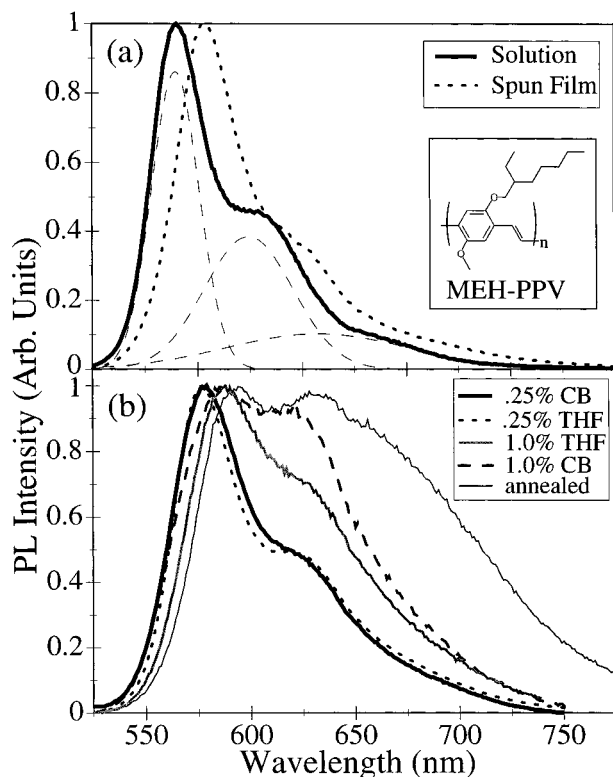 (a)
Solution
Spun Film
O
O
n
MEH-PPV
1
0.8
0.6
0.4
0.2
0
PL Intensity (Arb. Units)
(b)
.25% CB
.25% THF
1.0% THF
1.0% CB
annealed
1
0.8
0.6
0.4
0.2
0
550 600 650 700 750
Wavelength (nm)